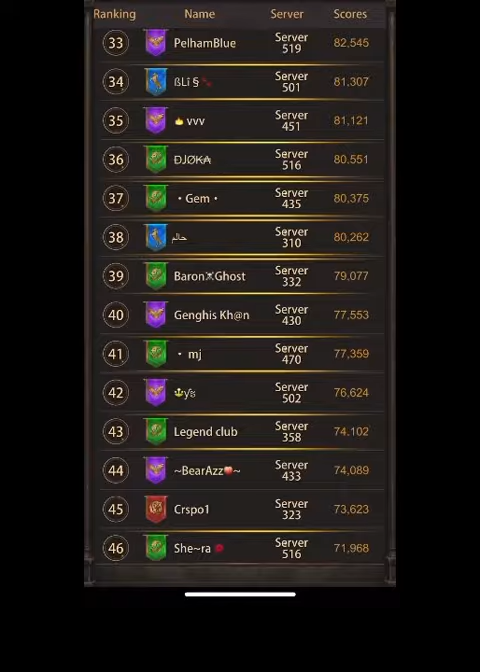 Ranking Name Server Scores
33 PelhamBlue Server 519 82,545
34 ßLî § Server 501 81,307
35 vvv Server 451 81,121
36 ĐJØ₭₳ Server 516 80,551
37 • Gem • Server 435 80,375
38 حالم Server 310 80,262
39 Baron☠Ghost Server 332 79,077
40 Genghis Kh@n Server 430 77,553
41 • mj Server 470 77,359
42 Server 502 76,624
43 Legend club Server 358 74,102
44 ~BearAzz~ Server 433 74,089
45 Crspo1 Server 323 73,623
46 She~ra Server 516 71,968